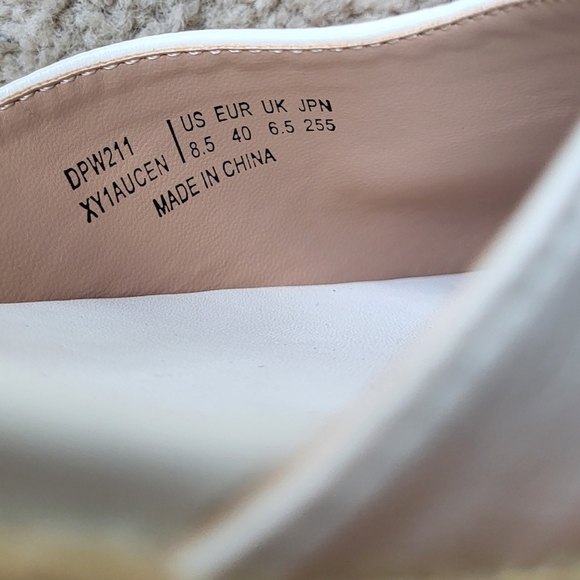 DPW211
XY1AUCEN
US EUR UK JPN
8.5 40 6.5 255
MADE IN CHINA